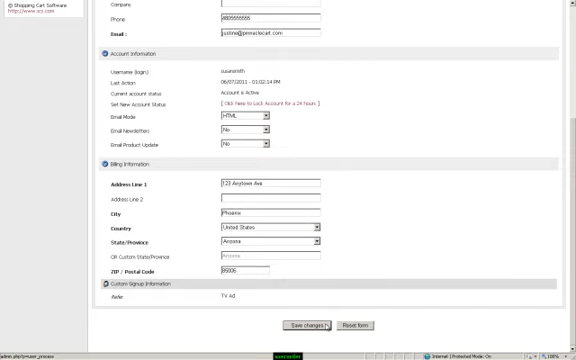 © Shopping Cart Software
Company
Phone 4805555555
Email : justine@pinnaclecart.com
Account Information
Username (login) susansmith
Last Action 06/07/2011 - 01:02:14 PM
Current account status Account is Active
Set New Account Status [ Click here to Lock Account for a 24 hours ]
Email Mode HTML
Email Newsletters No
Email Product Update No
Billing Information
Address Line 1 123 Anytown Ave
Address Line 2
City Phoenix
Country United States
State/Province Arizona
OR Custom State/Province Arizona
ZIP / Postal Code 85006
Custom Signup Information
Refer TV Ad
Save changes Reset form
admin.php?p=user_process
Internet | Protected Mode: On 100%